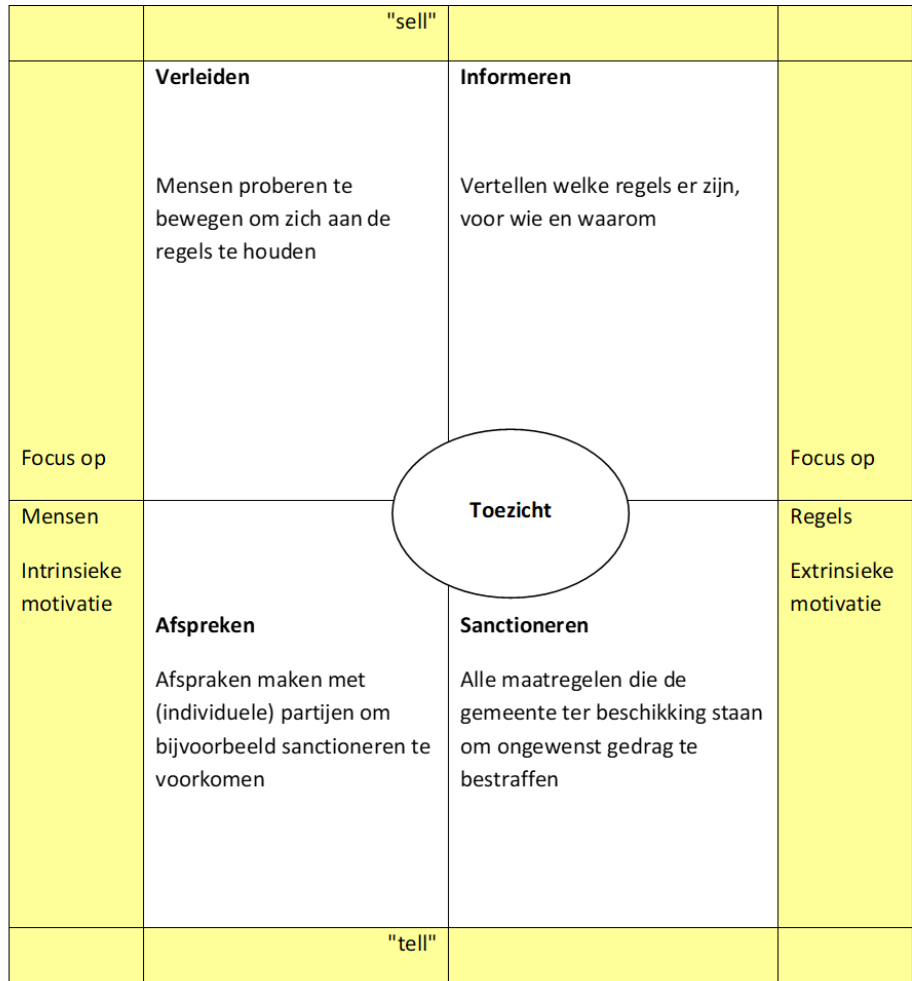 "sell"
Verleiden
Mensen proberen te
bewegen om zich aan de
regels te houden
Informeren
Vertellen welke regels er zijn,
voor wie en waarom
Focus op
Mensen
Intrinsieke
motivatie
Focus op
Regels
Extrinsieke
motivatie
Toezicht
Afspreken
Afspraken maken met
(individuele) partijen om
bijvoorbeeld sanctioneren te
voorkomen
Sanctioneren
Alle maatregelen die de
gemeente ter beschikking staan
om ongewenst gedrag te
bestraffen
"tell"